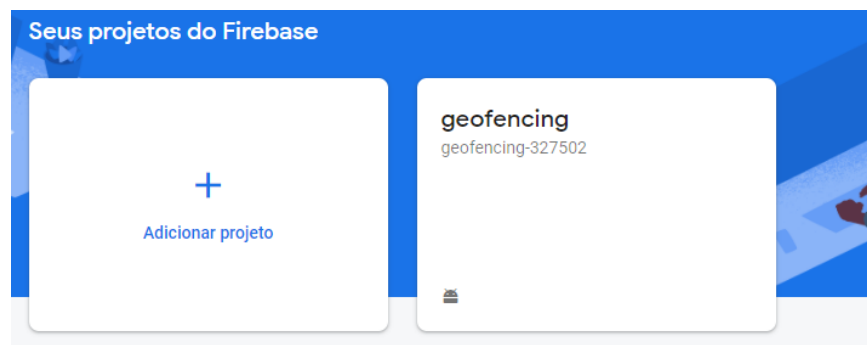 Seus projetos do Firebase
Adicionar projeto
geofencing
geofencing-327502